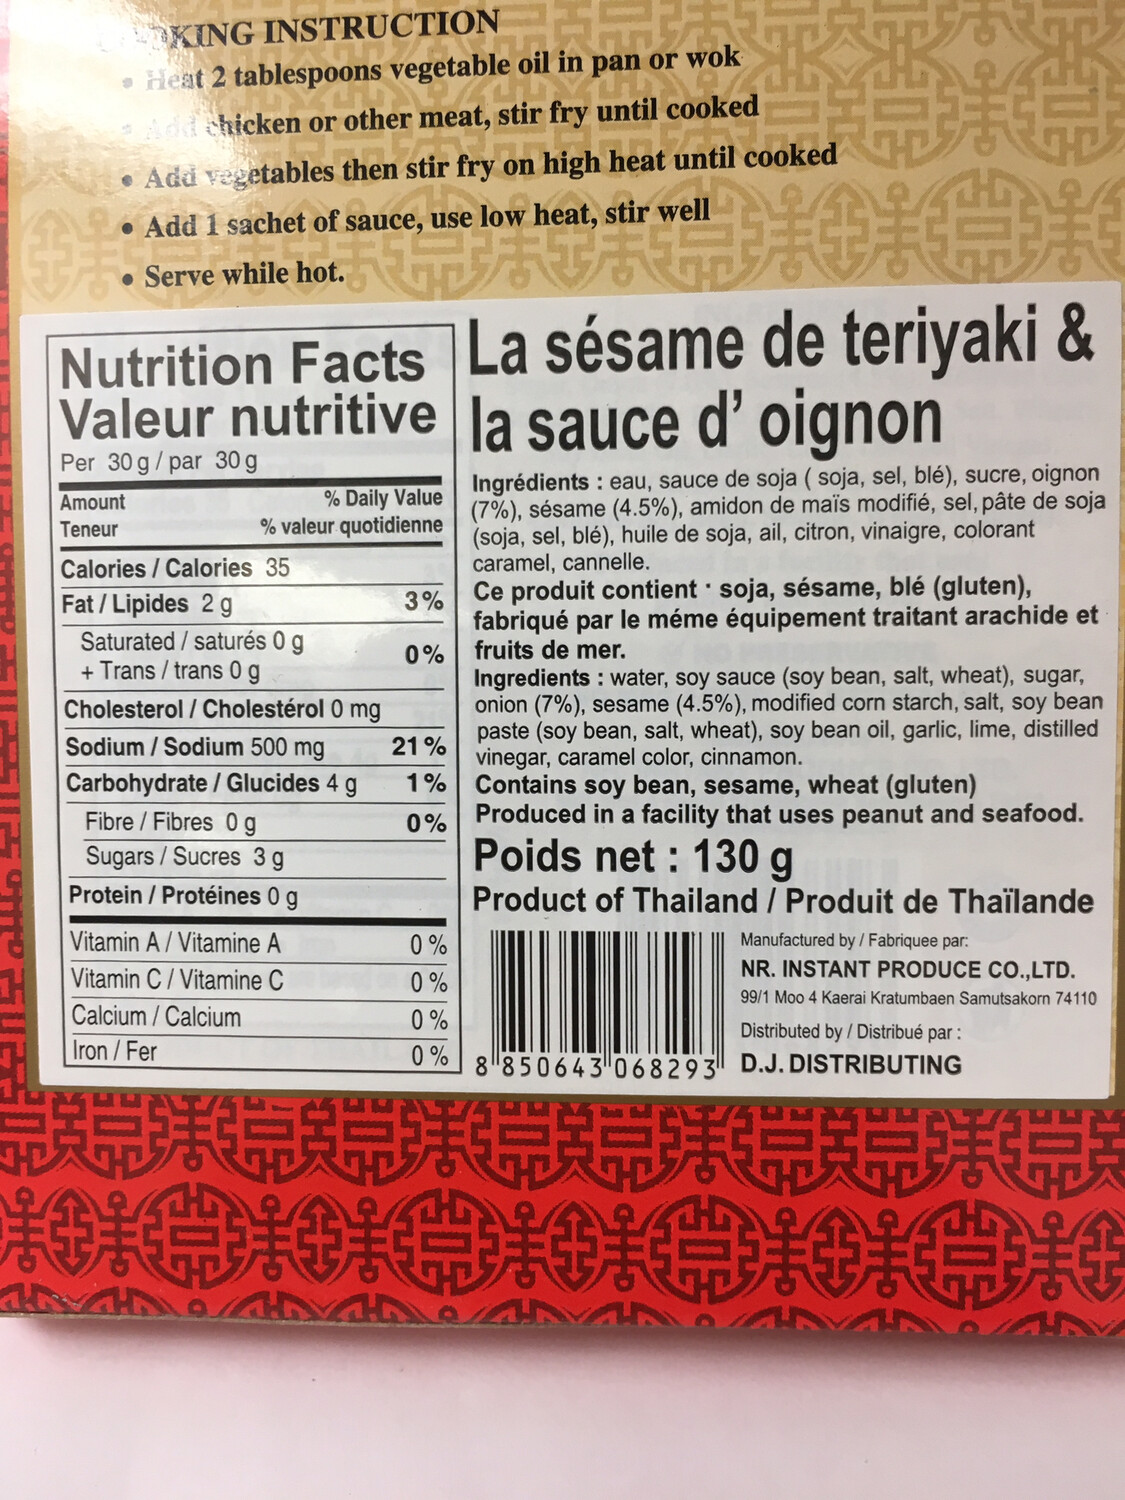 KING INSTRUCTION
• Heat 2 tablespoons vegetable oil in pan or wok
• Add chicken or other meat, stir fry until cooked
• Add vegetables then stir fry on high heat until cooked
• Add 1 sachet of sauce, use low heat, stir well
• Serve while hot.
Nutrition Facts
Valeur nutritive
Per 30 g / par 30 g
Amount % Daily Value
Teneur % valeur quotidienne
Calories / Calories 35
Fat / Lipides 2 g 3 %
Saturated / saturés 0 g
+ Trans / trans 0 g 0 %
Cholesterol / Cholestérol 0 mg
Sodium / Sodium 500 mg 21 %
Carbohydrate / Glucides 4 g 1 %
Fibre / Fibres 0 g 0 %
Sugars / Sucres 3 g
Protein / Protéines 0 g
Vitamin A / Vitamine A 0 %
Vitamin C / Vitamine C 0 %
Calcium / Calcium 0 %
Iron / Fer 0 %
La sésame de teriyaki &
la sauce d' oignon
Ingrédients : eau, sauce de soja ( soja, sel, blé), sucre, oignon
(7%), sésame (4.5%), amidon de maïs modifié, sel, pâte de soja
(soja, sel, blé), huile de soja, ail, citron, vinaigre, colorant
caramel, cannelle.
Ce produit contient · soja, sésame, blé (gluten),
fabriqué par le méme équipement traitant arachide et
fruits de mer.
Ingredients : water, soy sauce (soy bean, salt, wheat), sugar,
onion (7%), sesame (4.5%), modified corn starch, salt, soy bean
paste (soy bean, salt, wheat), soy bean oil, garlic, lime, distilled
vinegar, caramel color, cinnamon.
Contains soy bean, sesame, wheat (gluten)
Produced in a facility that uses peanut and seafood.
Poids net : 130 g
Product of Thailand / Produit de Thaïlande
8 850643 068293
Manufactured by / Fabriquee par:
NR. INSTANT PRODUCE CO.,LTD.
99/1 Moo 4 Kaerai Kratumbaen Samutsakorn 74110
Distributed by / Distribué par :
D.J. DISTRIBUTING